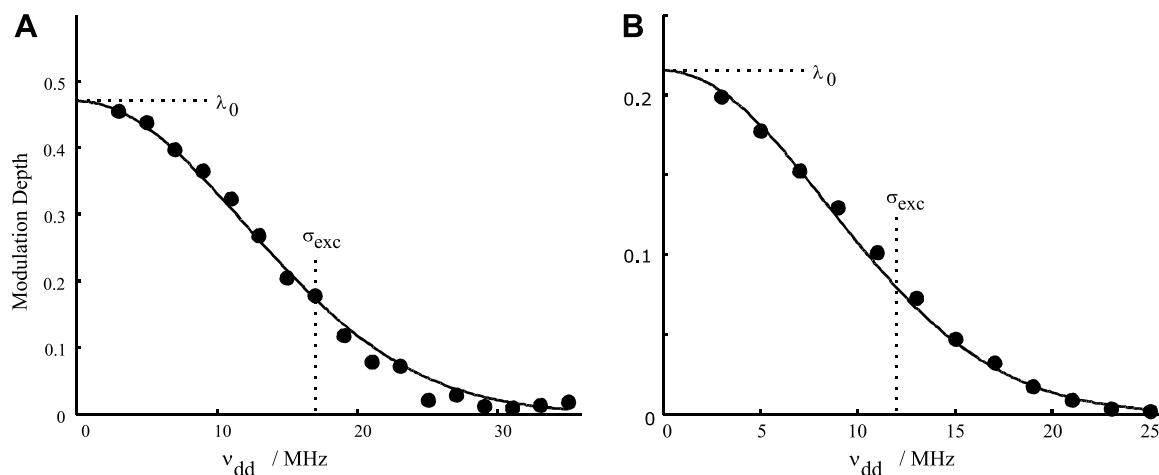 A
Modulation Depth
0.5
0.4
0.3
0.2
0.1
0
λ0
σexc
0 10 20 30
νdd / MHz
B
0.2
0.1
0
λ0
σexc
0 5 10 15 20 25
νdd / MHz